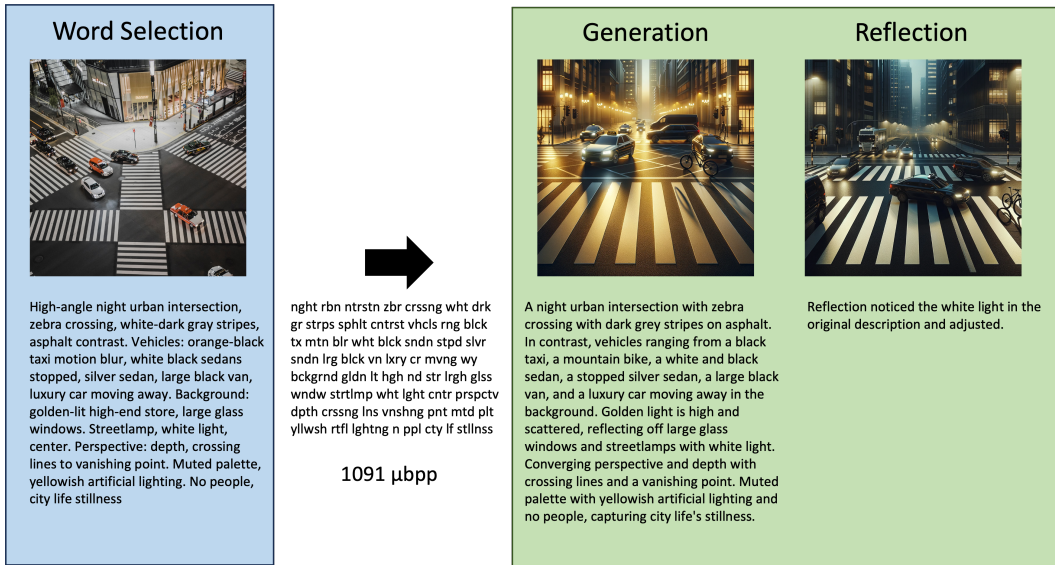 Word Selection
High-angle night urban intersection,
zebra crossing, white-dark gray stripes,
asphalt contrast. Vehicles: orange-black
taxi motion blur, white black sedans
stopped, silver sedan, large black van,
luxury car moving away. Background:
golden-lit high-end store, large glass
windows. Streetlamp, white light,
center. Perspective: depth, crossing
lines to vanishing point. Muted palette,
yellowish artificial lighting. No people,
city life stillness
nght rbn ntrstn zbr crssng wht drk
gr strps sphlt cntrst vhcls rng blck
tx mtn blr wht blck sndn stpd slvr
sndn lrg blck vn lxry cr mvng wy
bckgrnd gldn lt hgh nd str lrgh glss
wndw strtlmp wht lght cntr prspctv
dpth crssng lns vnshng pnt mtd plt
yllwsh rtfl lghtng n ppl cty lf stllnss
1091 µbpp
Generation
A night urban intersection with zebra
crossing with dark grey stripes on asphalt.
In contrast, vehicles ranging from a black
taxi, a mountain bike, a white and black
sedan, a stopped silver sedan, a large black
van, and a luxury car moving away in the
background. Golden light is high and
scattered, reflecting off large glass
windows and streetlamps with white light.
Converging perspective and depth with
crossing lines and a vanishing point. Muted
palette with yellowish artificial lighting and
no people, capturing city life's stillness.
Reflection
Reflection noticed the white light in the
original description and adjusted.